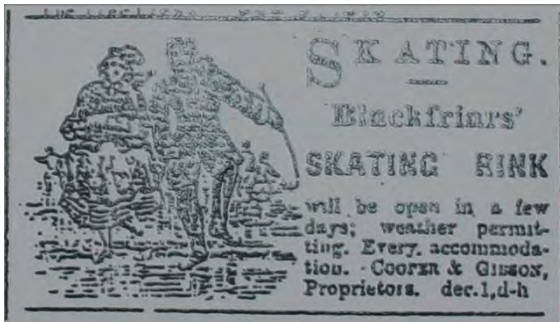 SKATING.
Blackfriars'
SKATING RINK
will be open in a few
days; weather permit-
ting. Every accommoda-
tion. COOPER & GIBSON,
Proprietors. dec.1,d-h